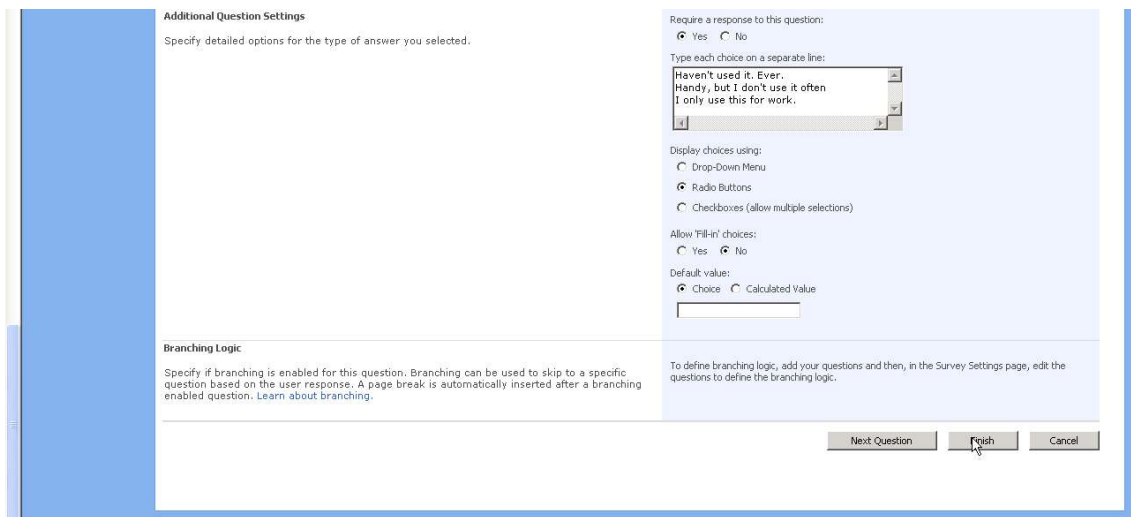 Additional Question Settings
Specify detailed options for the type of answer you selected.
Require a response to this question:
Yes No
Type each choice on a separate line:
Haven't used it. Ever.
Handy, but I don't use it often
I only use this for work.
Display choices using:
Drop-Down Menu
Radio Buttons
Checkboxes (allow multiple selections)
Allow 'Fill-in' choices:
Yes No
Default value:
Choice Calculated Value
Branching Logic
Specify if branching is enabled for this question. Branching can be used to skip to a specific
question based on the user response. A page break is automatically inserted after a branching
enabled question. Learn about branching.
To define branching logic, add your questions and then, in the Survey Settings page, edit the
questions to define the branching logic.
Next Question Finish Cancel